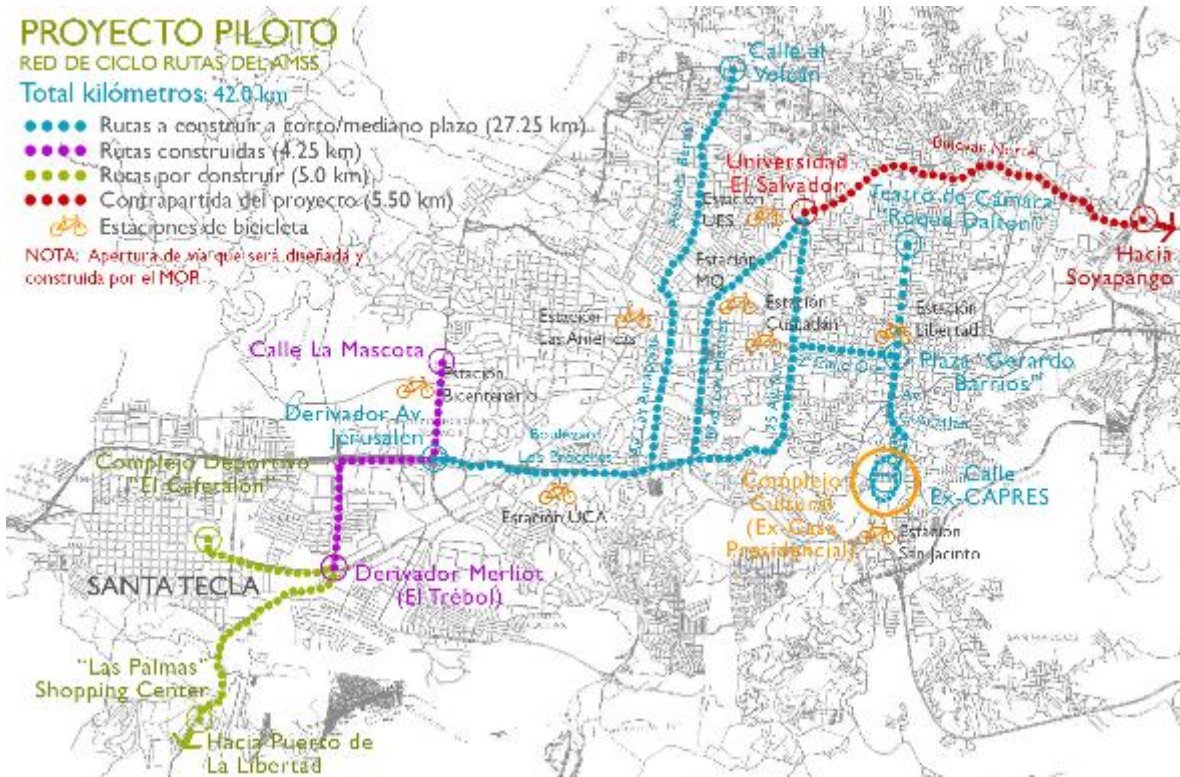 PROYECTO PILOTO
RED DE CICLO RUTAS DEL AMSS
Total kilómetros: 42.0 km
Rutas a construir a corto/mediano plazo (27.25 km)
Rutas construidas (4.25 km)
Rutas por construir (5.0 km)
Contrapartida del proyecto (5.50 km)
Estaciones de bicicleta
NOTA: Apertura de vía que será diseñada y
construida por el MOP
Calle al
Volcán
Universidad
El Salvador
Bulevar Norte
Estación
UES
Teatro de Cámara
"Roque Dalton"
Hacia
Soyapango
Estación
MQ
Estación
Las Américas
Estación
Cuscatlán
Estación
Libertad
Plaza "Gerardo
Barrios"
Calle La Mascota
Estación
Bicentenario
Derivador Av.
Jerusalen
Boulevard
Los Próceres
Av.
Cuscatlán
Complejo Deportivo
"El Cafetalón"
Estación UCA
Complejo
Cultural
(Ex-Casa
Presidencial)
Calle
Ex-CAPRES
Estación
San Jacinto
SANTA TECLA
Derivador Merliot
(El Trébol)
"Las Palmas"
Shopping Center
Hacia Puerto de
La Libertad